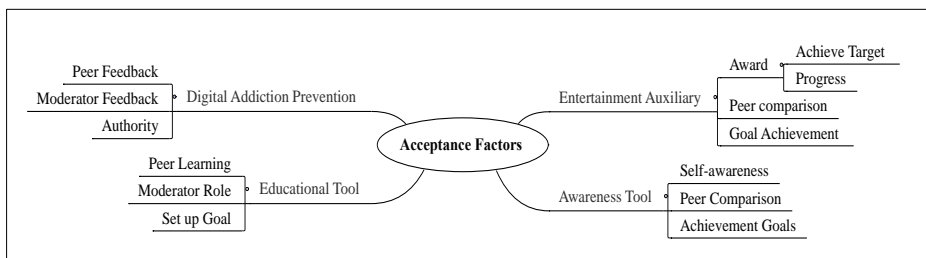 Acceptance Factors
Digital Addiction Prevention
Peer Feedback
Moderator Feedback
Authority
Educational Tool
Peer Learning
Moderator Role
Set up Goal
Entertainment Auxiliary
Award
Achieve Target
Progress
Peer comparison
Goal Achievement
Awareness Tool
Self-awareness
Peer Comparison
Achievement Goals